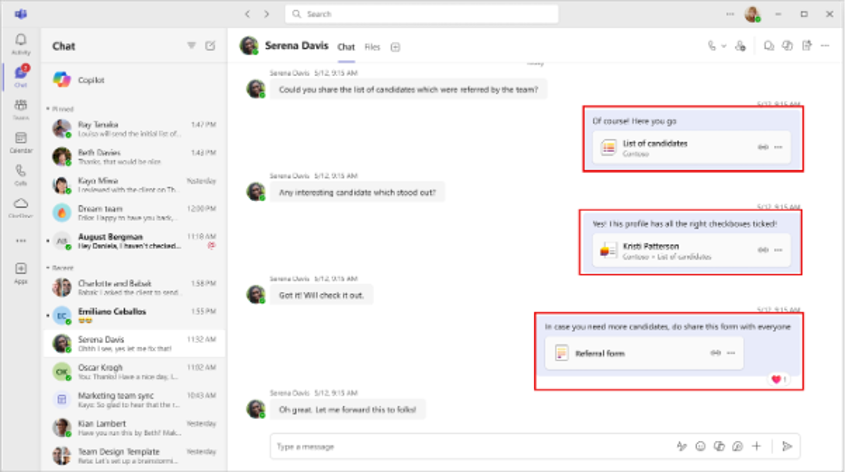 Search
Activity
Chat
Teams
Calendar
Calls
OneDrive
Apps
Chat
Copilot
Pinned
Ray Tanaka 1:47 PM
Louisa will send the initial list of...
Beth Davies 1:43 PM
Thanks, that would be nice.
Kayo Miwa Yesterday
I reviewed with the client on Th...
Dream team 12:00 PM
Erika: Happy to have you back,...
August Bergman 11:18 AM
Hey Daniela, I haven't checked...
Recent
Charlotte and Babak 1:58 PM
Babak: I asked the client to send...
EC Emiliano Ceballos 1:55 PM
Serena Davis 11:32 AM
Ohhh I see, yes let me fix that!
OK Oscar Krogh 11:02 AM
You: Thanks! Have a nice day, I...
Marketing team sync 10:43 AM
Kayo: So glad to hear that the r...
Kian Lambert Yesterday
Have you run this by Beth? Mak...
Team Design Template Yesterday
Reta: Let's set up a brainstormi...
Serena Davis Chat Files
Today
Serena Davis 5/12, 9:15 AM
Could you share the list of candidates which were referred by the team?
5/12, 9:15 AM
Of course! Here you go
List of candidates
Contoso
Serena Davis 5/12, 9:15 AM
Any interesting candidate which stood out?
5/12, 9:15 AM
Yes! This profile has all the right checkboxes ticked!
Kristi Patterson
Contoso • List of candidates
Serena Davis 5/12, 9:15 AM
Got it! Will check it out.
5/12, 9:15 AM
In case you need more candidates, do share this form with everyone
Referral form
1
Serena Davis 5/12, 9:15 AM
Oh great. Let me forward this to folks!
Type a message